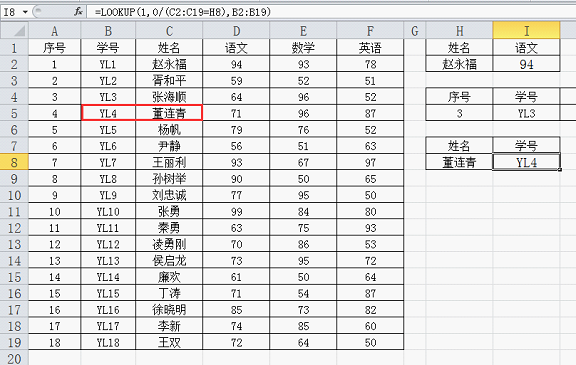 I8 fx =LOOKUP(1,0/(C2:C19=H8),B2:B19)
A B C D E F G H I
1 序号 学号 姓名 语文 数学 英语 姓名 语文
2 1 YL1 赵永福 94 93 78 赵永福 94
3 2 YL2 胥和平 59 52 51
4 3 YL3 张海顺 64 96 52 序号 学号
5 4 YL4 董连青 71 96 87 3 YL3
6 5 YL5 杨帆 79 76 52
7 6 YL6 尹静 56 51 63 姓名 学号
8 7 YL7 王丽利 93 67 97 董连青 YL4
9 8 YL8 孙树举 90 50 65
10 9 YL9 刘忠诚 77 95 50
11 10 YL10 张勇 99 84 80
12 11 YL11 秦勇 63 75 93
13 12 YL12 凌勇刚 70 86 53
14 13 YL13 侯启龙 73 95 72
15 14 YL14 廉欢 61 50 64
16 15 YL15 丁涛 71 54 87
17 16 YL16 徐晓明 85 73 82
18 17 YL17 李新 74 85 60
19 18 YL18 王双 72 64 50
20